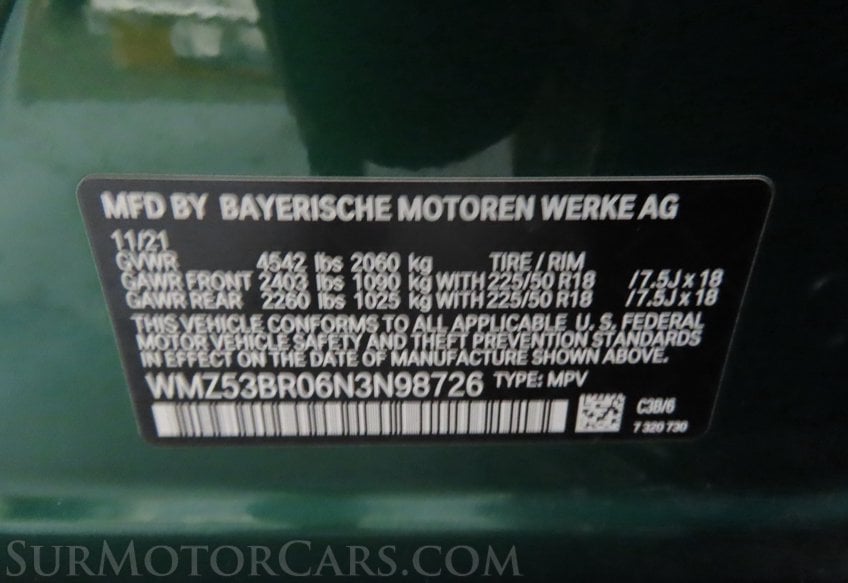 MFD BY BAYERISCHE MOTOREN WERKE AG
11/21
GVWR 4542 lbs 2060 kg TIRE / RIM
GAWR FRONT 2403 lbs 1090 kg WITH 225/50 R18 /7.5J x 18
GAWR REAR 2260 lbs 1025 kg WITH 225/50 R18 /7.5J x 18
THIS VEHICLE CONFORMS TO ALL APPLICABLE U. S. FEDERAL
MOTOR VEHICLE SAFETY AND THEFT PREVENTION STANDARDS
IN EFFECT ON THE DATE OF MANUFACTURE SHOWN ABOVE.
WMZ53BR06N3N98726 TYPE: MPV
C3B/6
7 320 730
SURMOTORCARS.COM